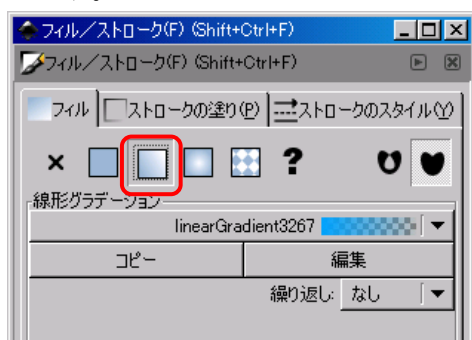 フィル／ストローク(F) (Shift+Ctrl+F)
フィル／ストローク(F) (Shift+Ctrl+F)
フィル ストロークの塗り(P) ストロークのスタイル(Y)
線形グラデーション
linearGradient3267
コピー 編集
繰り返し: なし